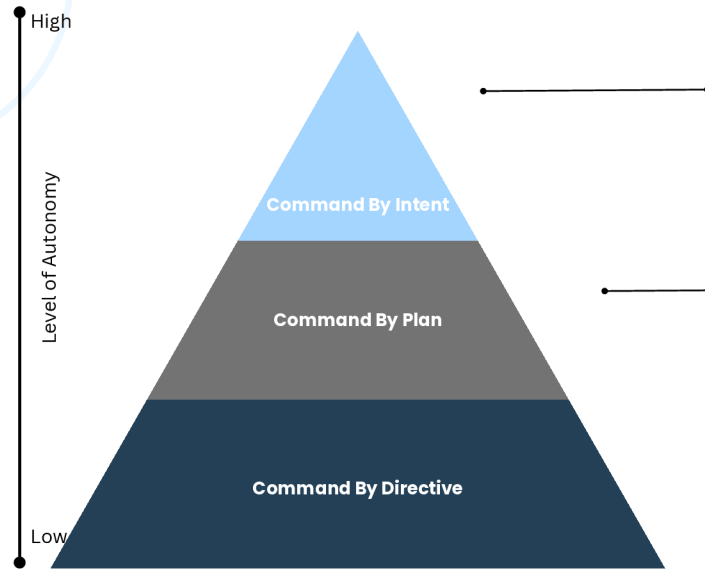 High
Level of Autonomy
Command By Intent
Command By Plan
Command By Directive
Low